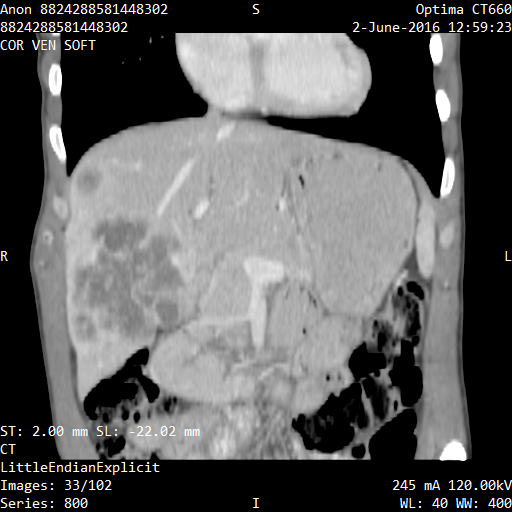 Anon 8824288581448302
S
Optima CT660
8824288581448302
2-June-2016 12:59:23
COR VEN SOFT
R
L
ST: 2.00 mm SL: -22.02 mm
CT
LittleEndianExplicit
Images: 33/102
245 mA 120.00kV
Series: 800
I
WL: 40 WW: 400